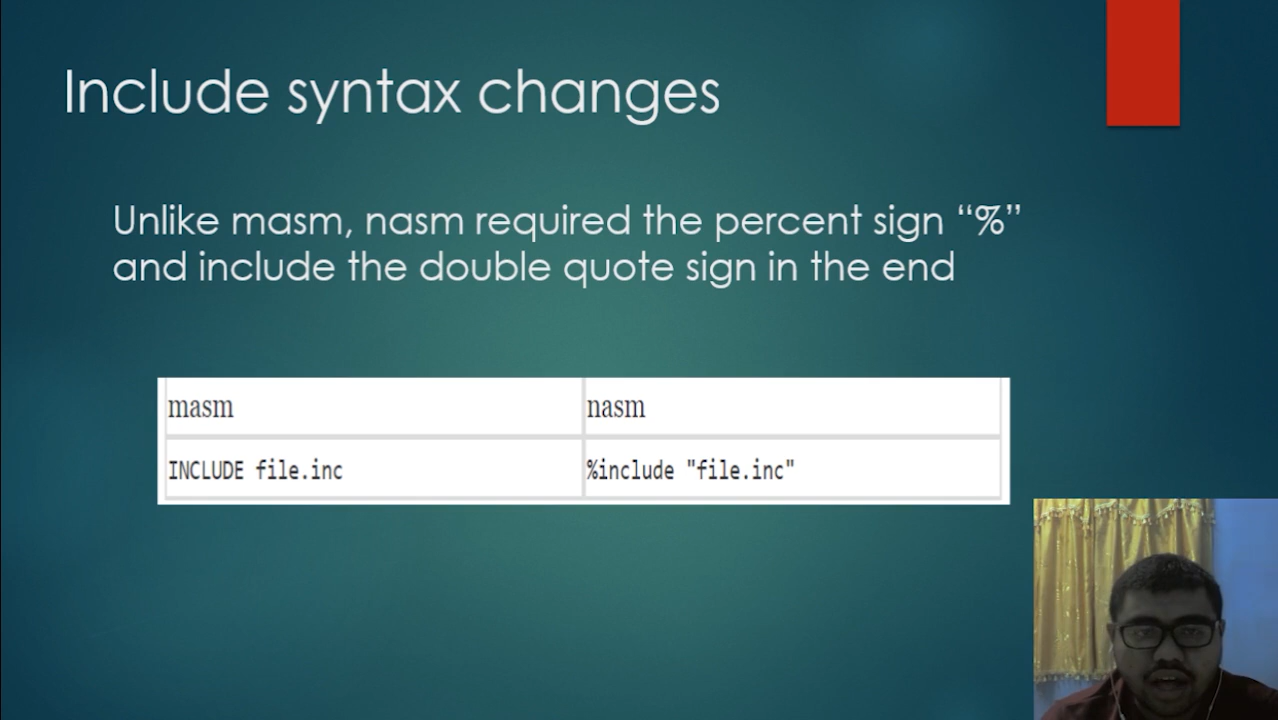 Include syntax changes
Unlike masm, nasm required the percent sign “%”
and include the double quote sign in the end
masm nasm
INCLUDE file.inc %include "file.inc"